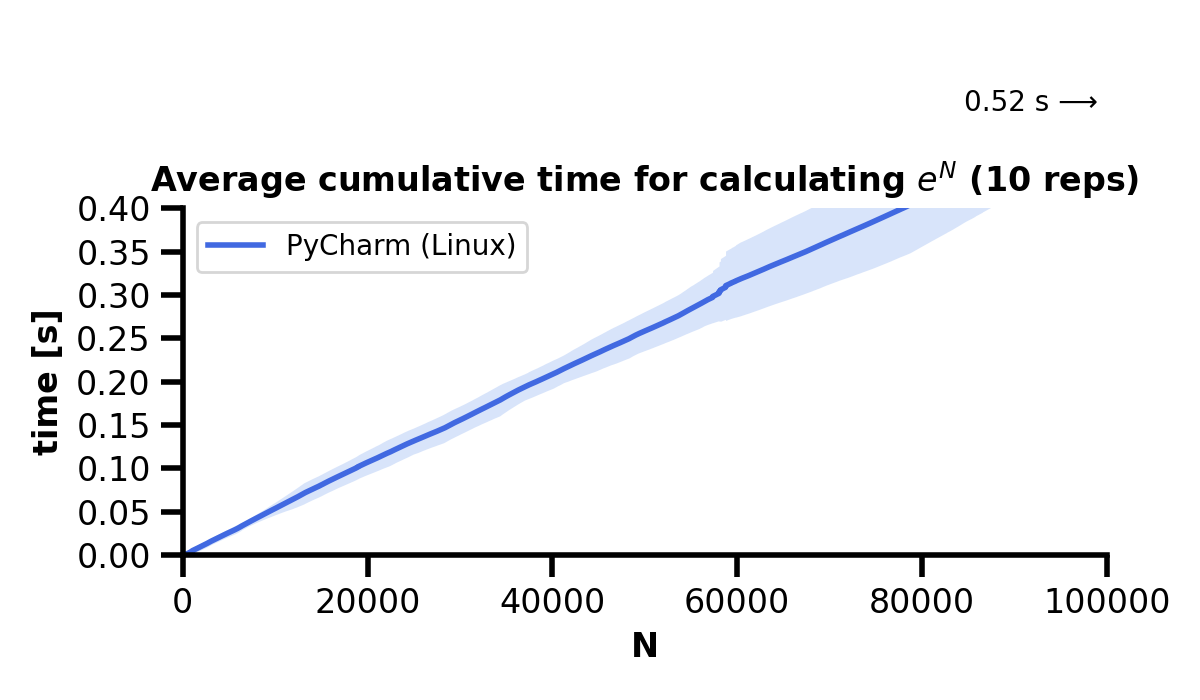 0.52 s ⟶
Average cumulative time for calculating e^N (10 reps)
PyCharm (Linux)
time [s]
0.40
0.35
0.30
0.25
0.20
0.15
0.10
0.05
0.00
0 20000 40000 60000 80000 100000
N